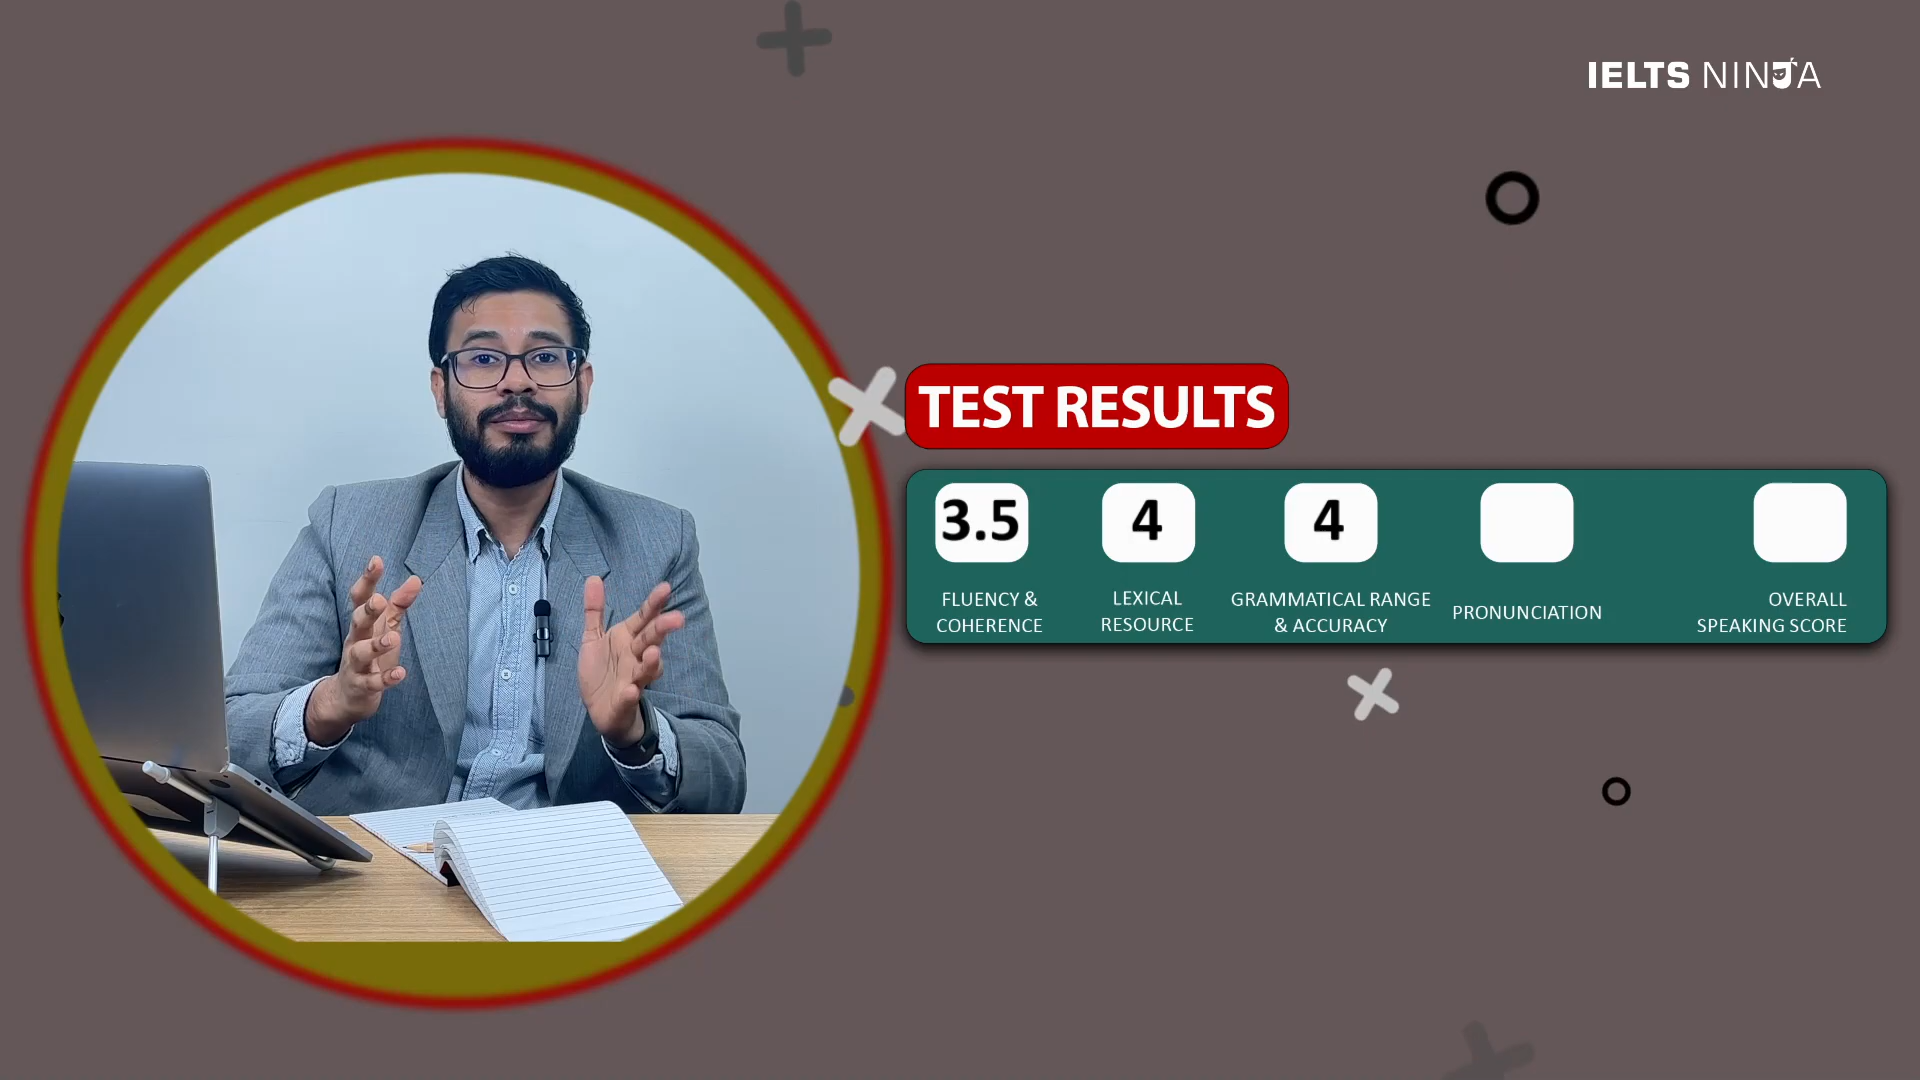 IELTS NINJA
TEST RESULTS
3.5
4
4
FLUENCY &
COHERENCE
LEXICAL
RESOURCE
GRAMMATICAL RANGE
& ACCURACY
PRONUNCIATION
OVERALL
SPEAKING SCORE